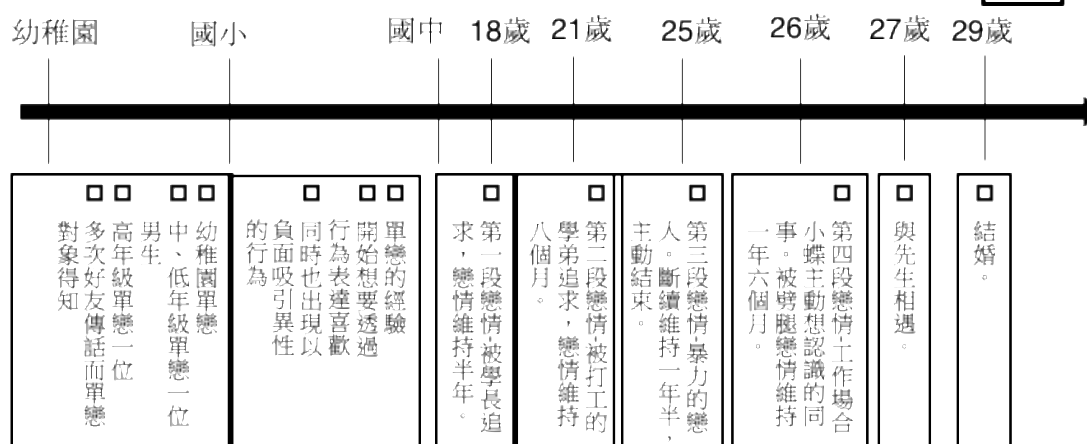 幼稚園
國小
國中
18歲
21歲
25歲
26歲
27歲
29歲
幼稚園單戀
中、低年級單戀一位
男生
高年級單戀一位
多次好友傳話而單戀
對象得知
單戀的經驗
開始想要透過
行為表達喜歡
同時也出現以
負面吸引異性
的行為
第一段戀情-被學長追
求，戀情維持半年。
第二段戀情-被打工的
學弟追求，戀情維持
八個月。
第三段戀情-暴力的戀
人。斷續維持一年半，
主動結束。
第四段戀情-工作場合
小蝶主動想認識的同
事。被劈腿戀情維持
一年六個月。
與先生相遇。
結婚。